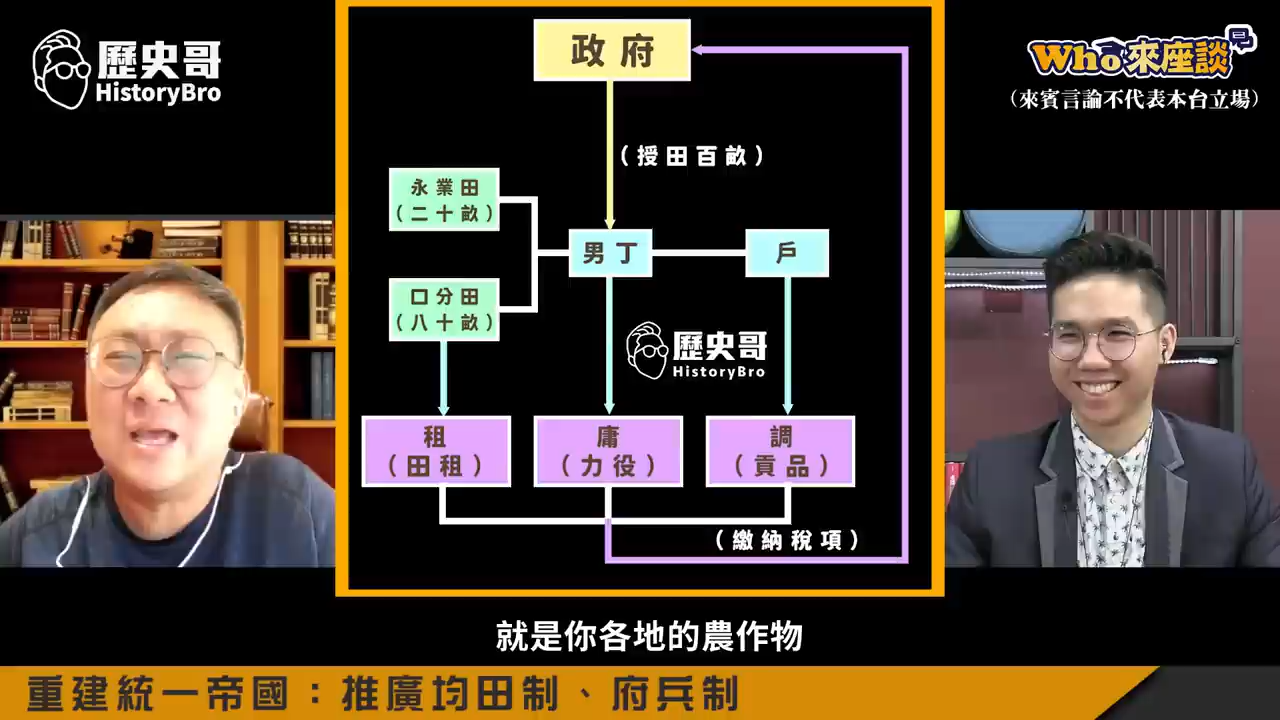 歷史哥
HistoryBro
Who來座談
（來賓言論不代表本台立場）
政府
（授田百畝）
永業田
（二十畝）
男丁
戶
口分田
（八十畝）
歷史哥
HistoryBro
租
（田租）
庸
（力役）
調
（貢品）
（繳納稅項）
就是你各地的農作物
重建統一帝國：推廣均田制、府兵制